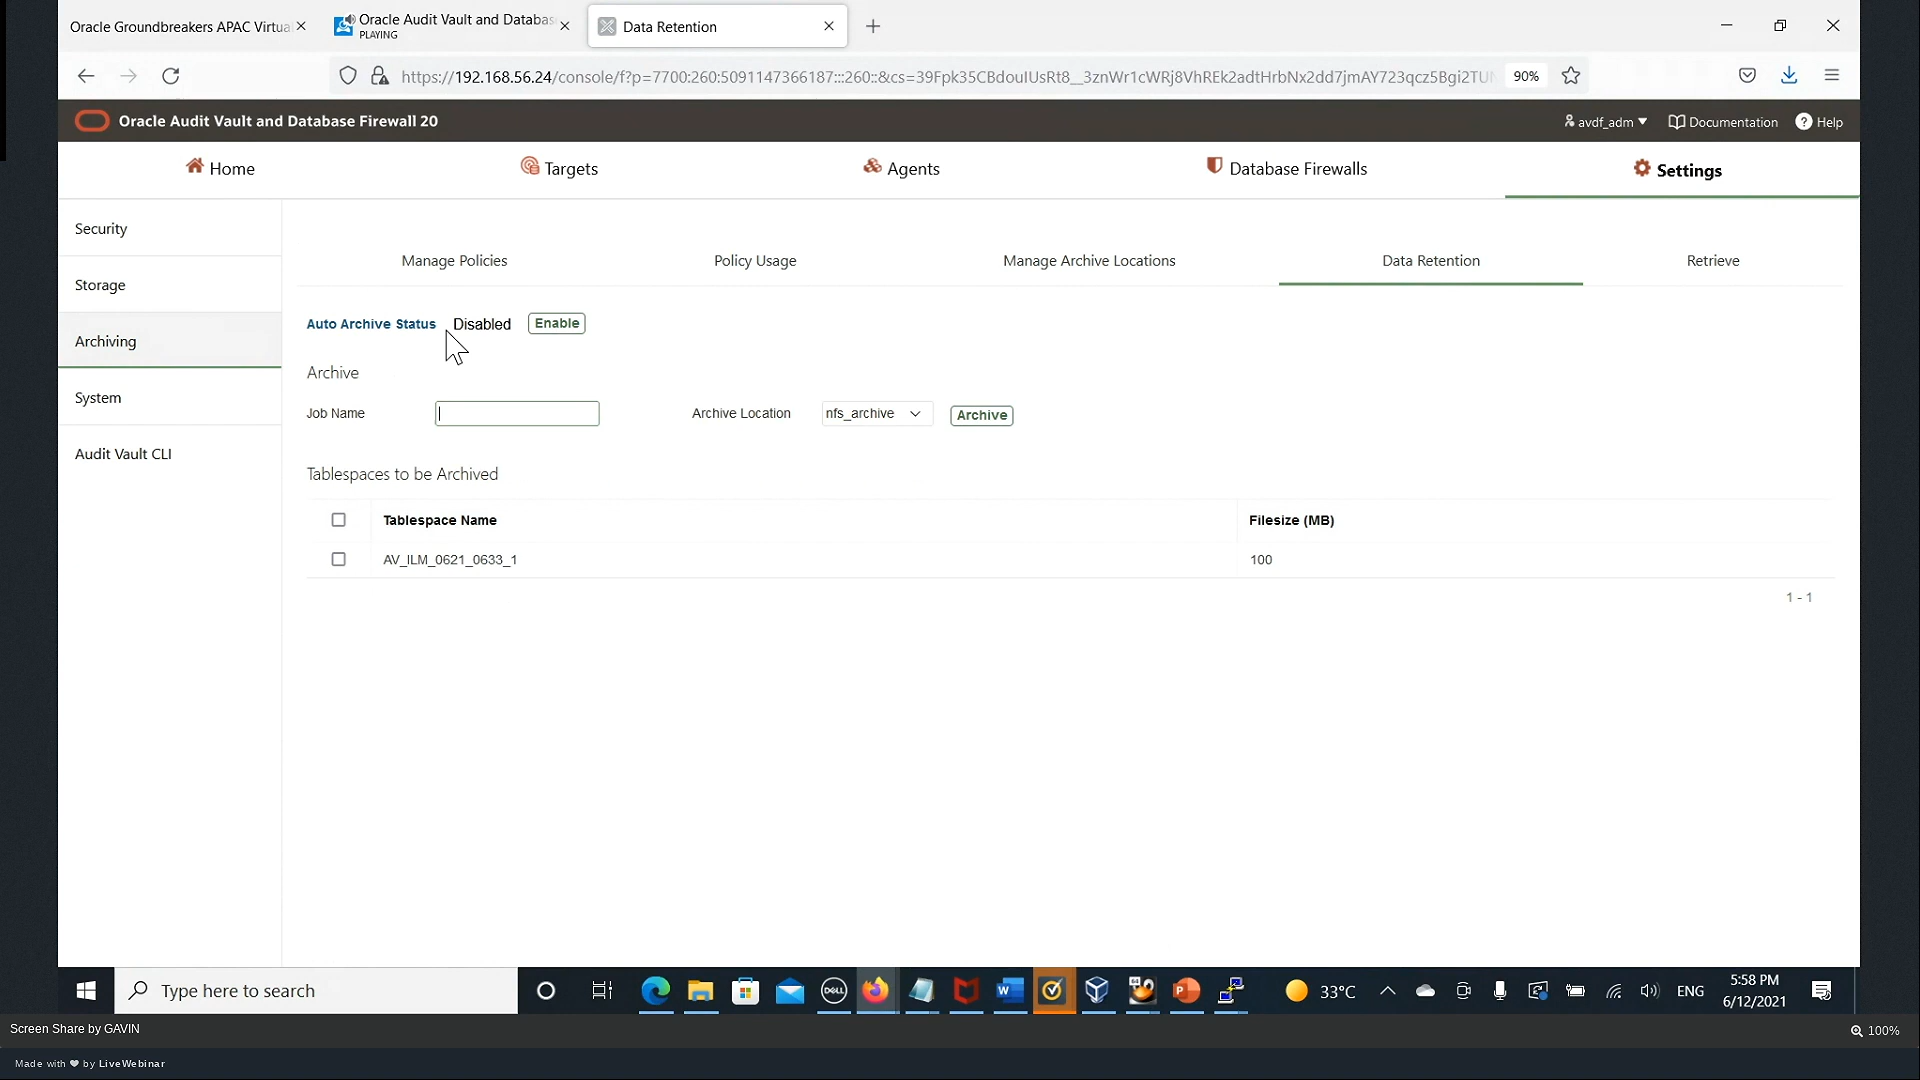 Oracle Groundbreakers APAC Virtua
Oracle Audit Vault and Databas
PLAYING
Data Retention
https://192.168.56.24/console/f?p=7700:260:5091147366187:::260::&cs=39Fpk35CBdouIUsRt8__3znWr1cWRj8VhREk2adtHrbNx2dd7jmAY723qcz5Bgi2TUN
90%
Oracle Audit Vault and Database Firewall 20
avdf_adm
Documentation
Help
Home
Targets
Agents
Database Firewalls
Settings
Security
Storage
Archiving
System
Audit Vault CLI
Manage Policies
Policy Usage
Manage Archive Locations
Data Retention
Retrieve
Auto Archive Status
Disabled
Enable
Archive
Job Name
Archive Location
nfs_archive
Archive
Tablespaces to be Archived
Tablespace Name
Filesize (MB)
AV_ILM_0621_0633_1
100
1 - 1
Type here to search
DELL
33°C
ENG
5:58 PM
6/12/2021
Screen Share by GAVIN
100%
Made with ❤ by LiveWebinar